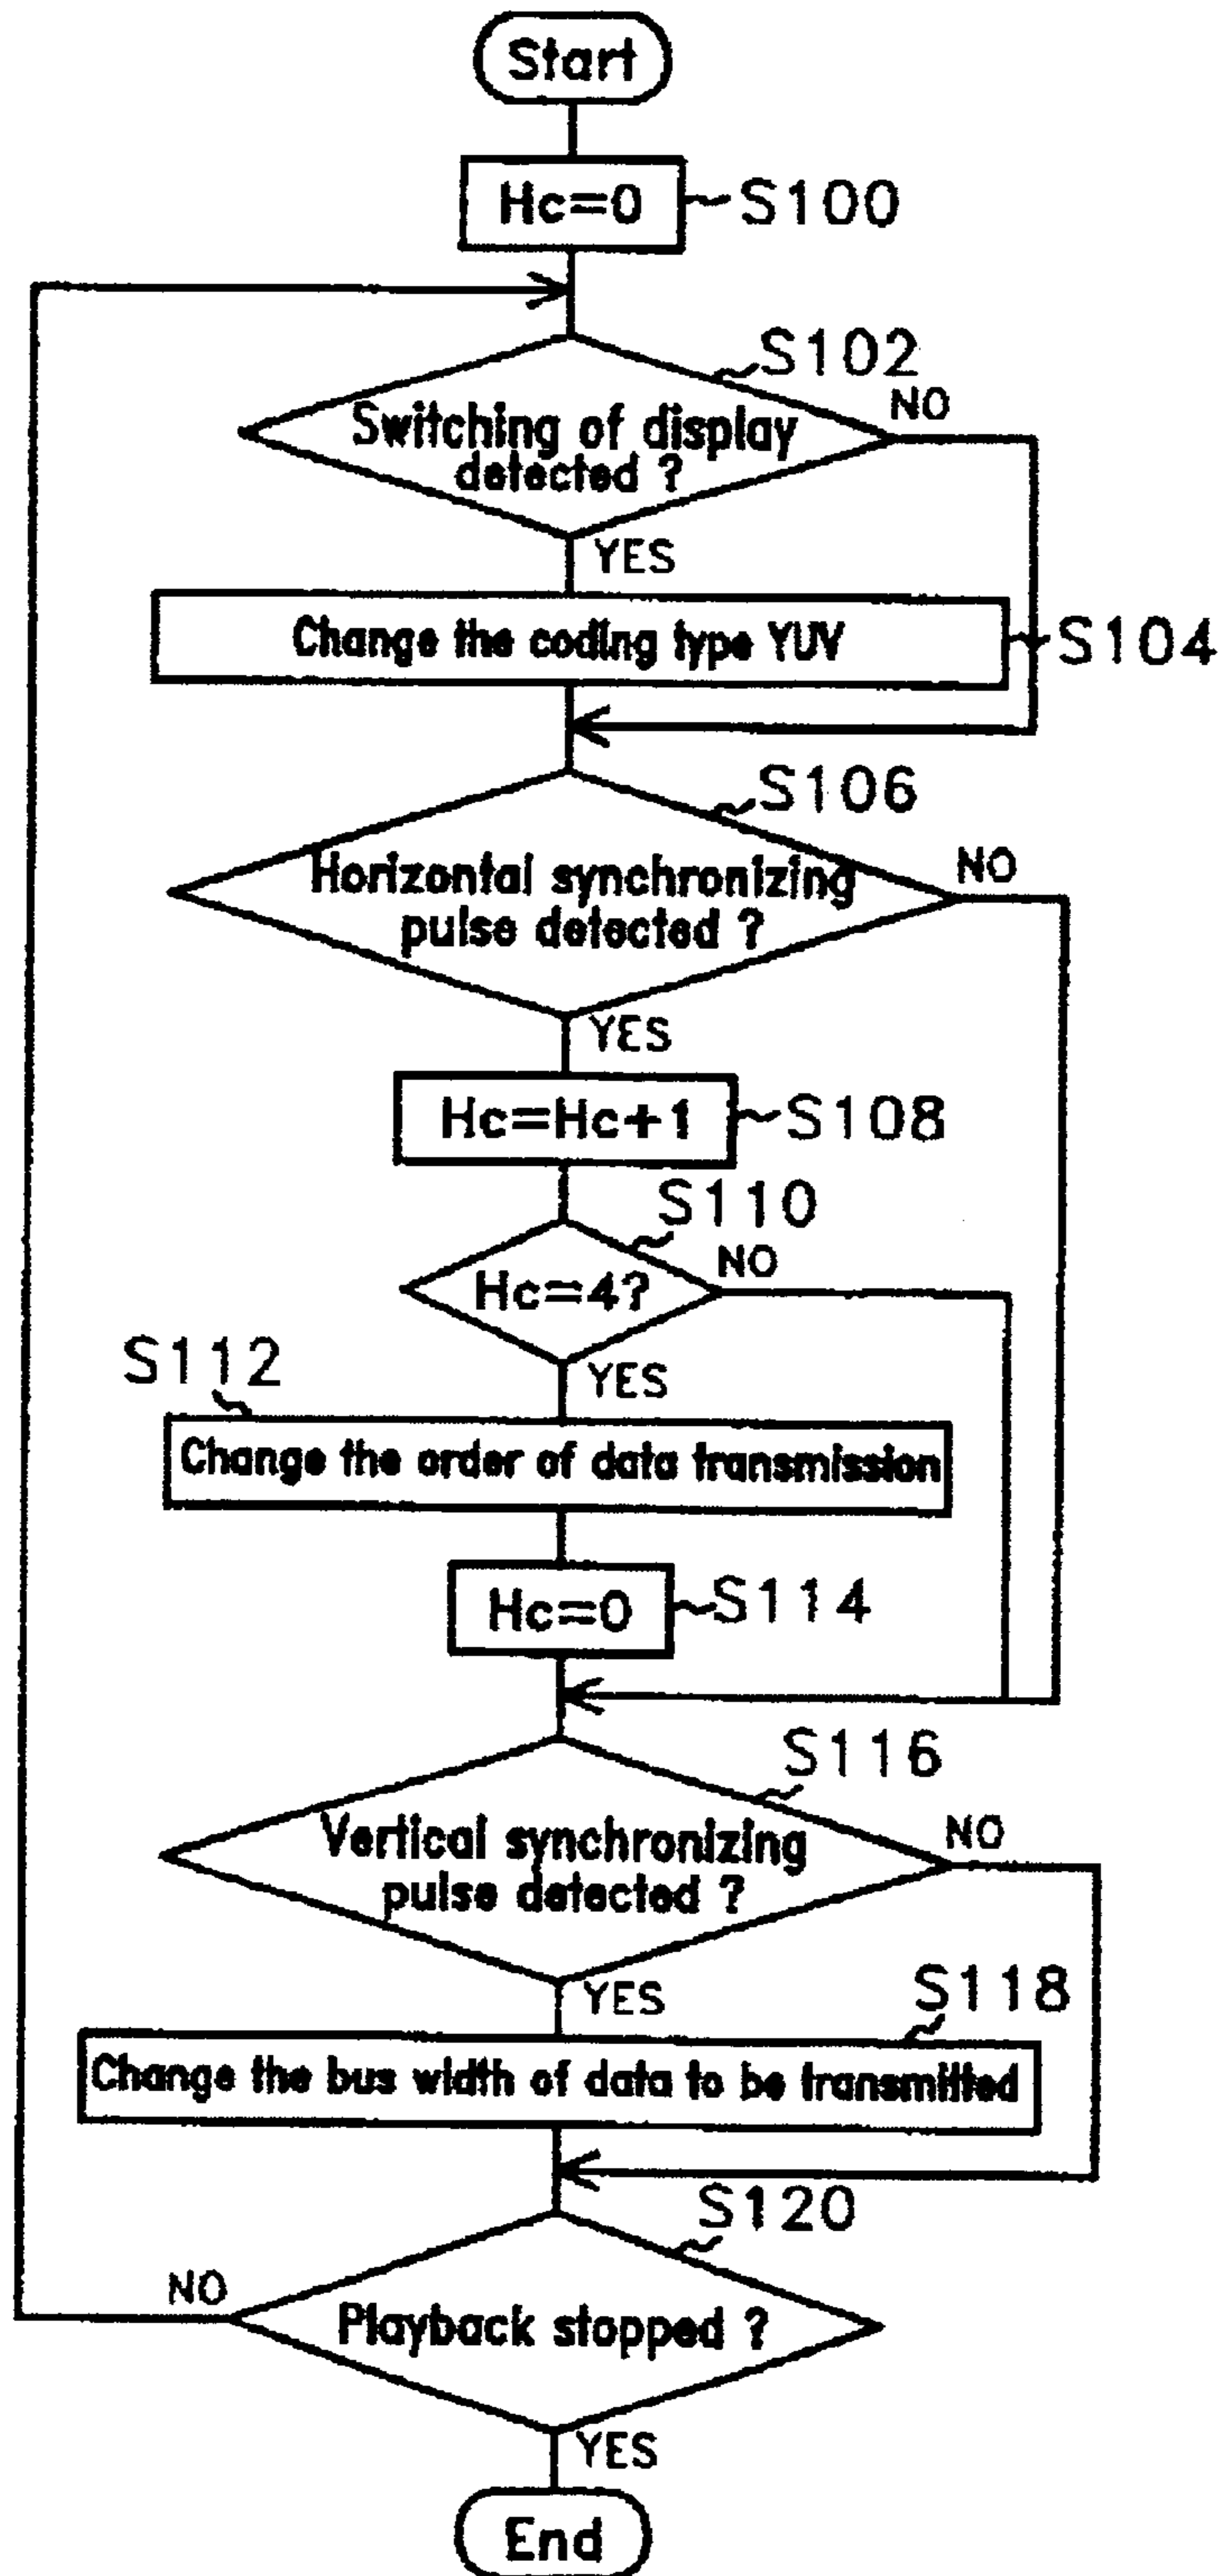 Start
Hc=0
S100
S102
Switching of display
detected ?
NO
YES
Change the coding type YUV
S104
S106
Horizontal synchronizing
pulse detected ?
NO
YES
Hc=Hc+1
S108
S110
Hc=4?
NO
YES
S112
Change the order of data transmission
Hc=0
S114
S116
Vertical synchronizing
pulse detected ?
NO
YES
S118
Change the bus width of data to be transmitted
S120
NO
Playback stopped ?
YES
End